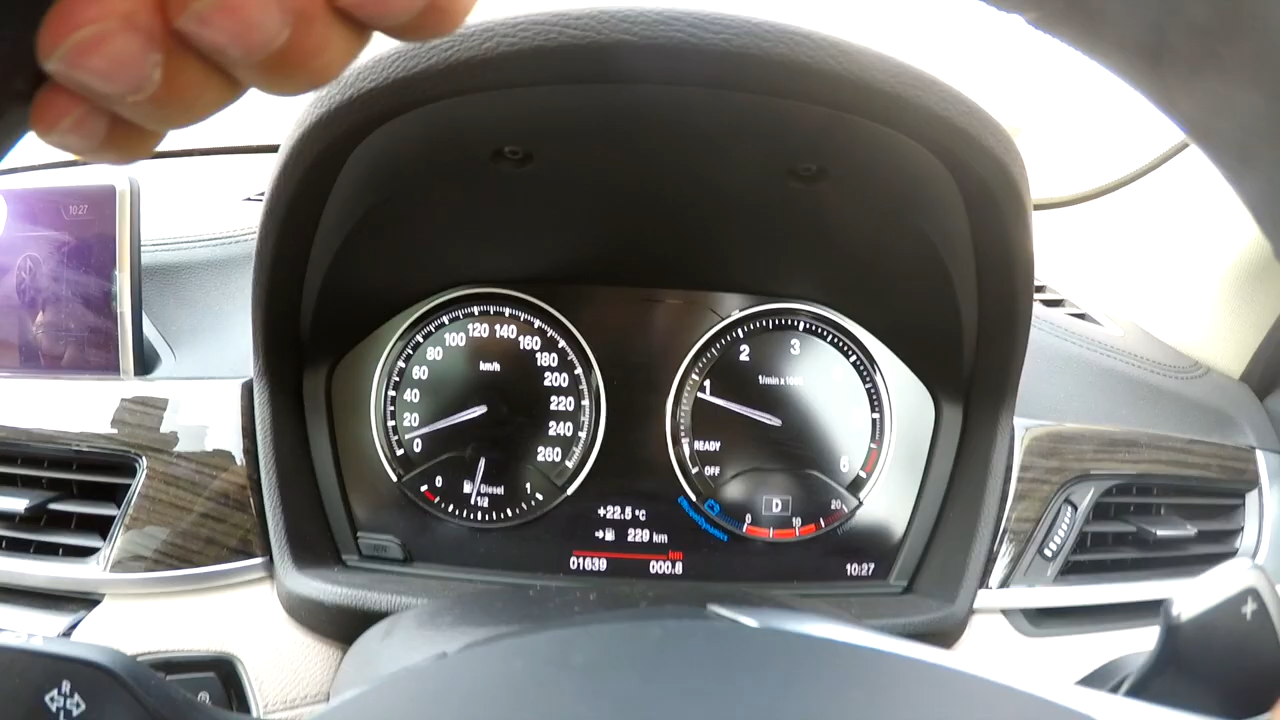 10:27
120 140
100 160
80 180
60 200
40 220
20 240
0 260
km/h
0 Diesel 1
1/2
2 3
1
1/min x 1000
READY
OFF
6
D
0 10 20
EfficientDynamics
+22.5 °C
229 km
km
01639 000.8
10:27
R
L
+